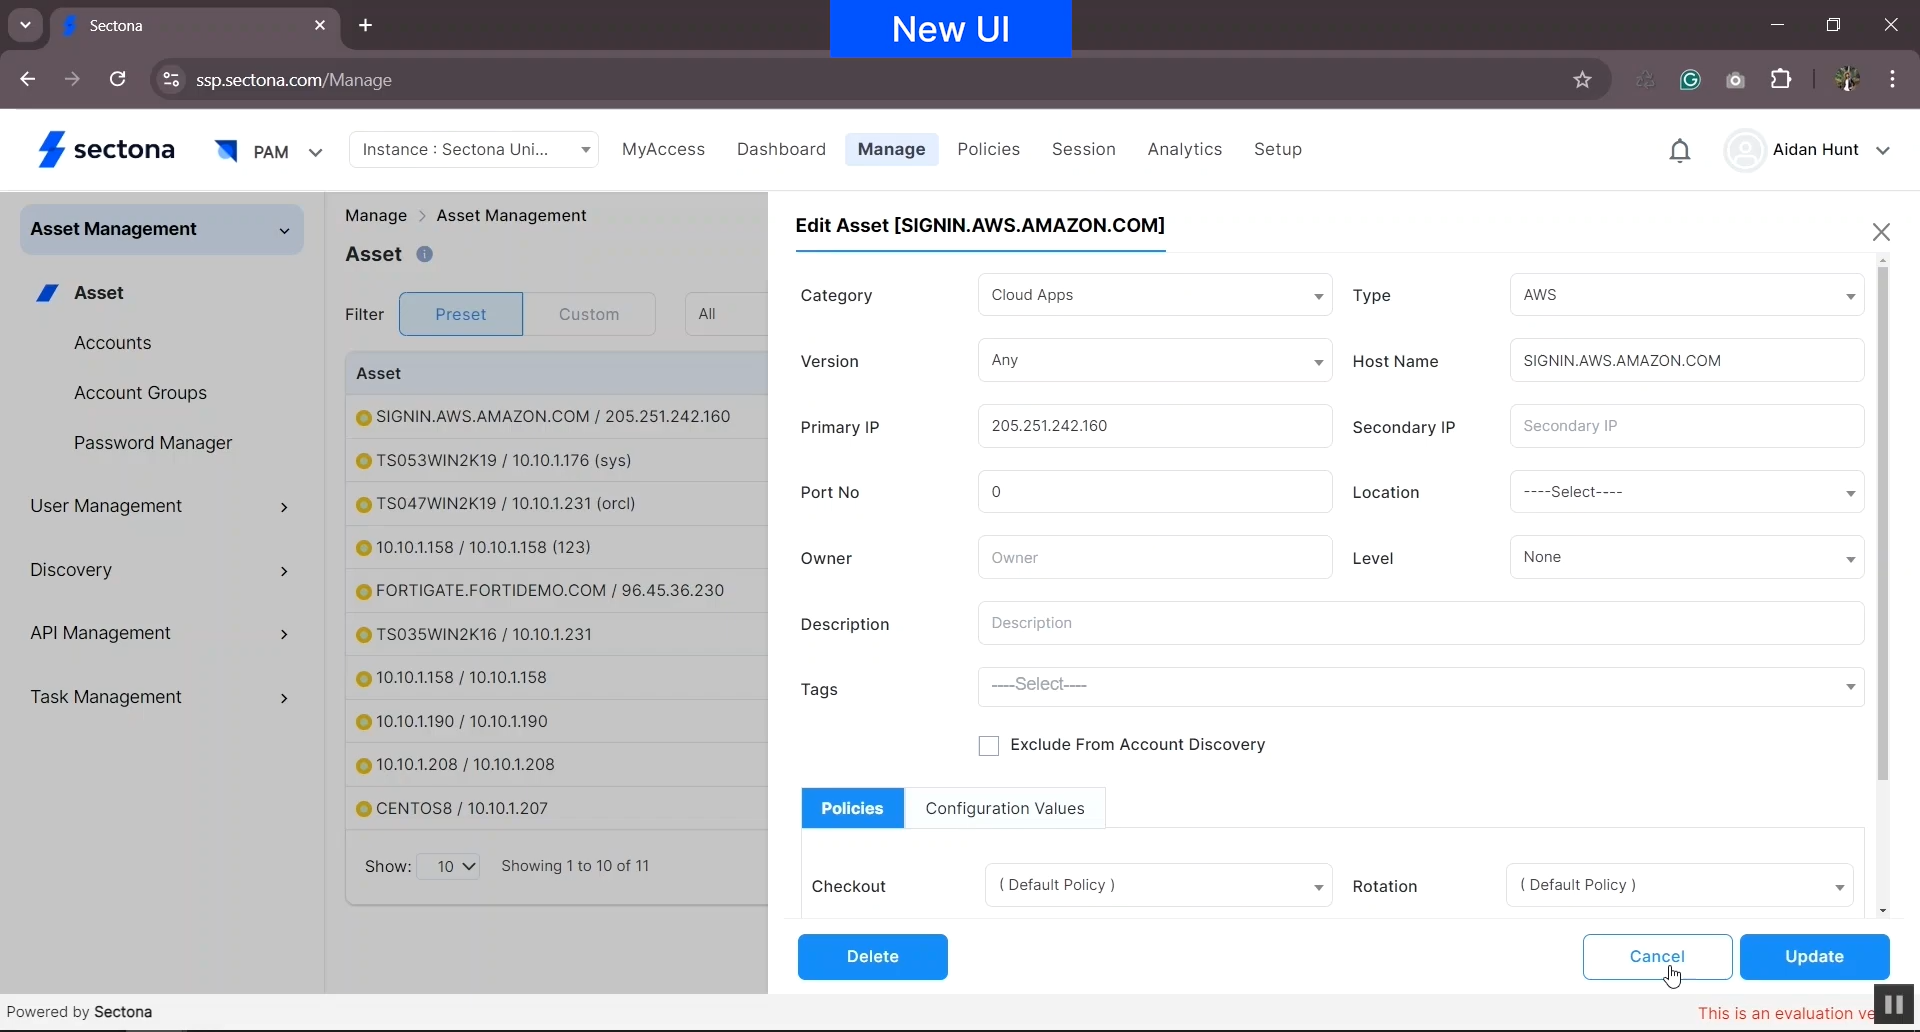 Sectona
New UI
ssp.sectona.com/Manage
sectona
PAM
Instance : Sectona Uni...
MyAccess
Dashboard
Manage
Policies
Session
Analytics
Setup
Aidan Hunt
Asset Management
Asset
Accounts
Account Groups
Password Manager
User Management
Discovery
API Management
Task Management
Manage > Asset Management
Asset
Filter
Preset
Custom
All
Asset
SIGNIN.AWS.AMAZON.COM / 205.251.242.160
TS053WIN2K19 / 10.10.1.176 (sys)
TS047WIN2K19 / 10.10.1.231 (orcl)
10.10.1.158 / 10.10.1.158 (123)
FORTIGATE.FORTIDEMO.COM / 96.45.36.230
TS035WIN2K16 / 10.10.1.231
10.10.1.158 / 10.10.1.158
10.10.1.190 / 10.10.1.190
10.10.1.208 / 10.10.1.208
CENTOS8 / 10.10.1.207
Show: 10
Showing 1 to 10 of 11
Edit Asset [SIGNIN.AWS.AMAZON.COM]
Category
Cloud Apps
Type
AWS
Version
Any
Host Name
SIGNIN.AWS.AMAZON.COM
Primary IP
205.251.242.160
Secondary IP
Secondary IP
Port No
0
Location
----Select----
Owner
Owner
Level
None
Description
Description
Tags
----Select----
Exclude From Account Discovery
Policies
Configuration Values
Checkout
( Default Policy )
Rotation
( Default Policy )
Delete
Cancel
Update
Powered by Sectona
This is an evaluation